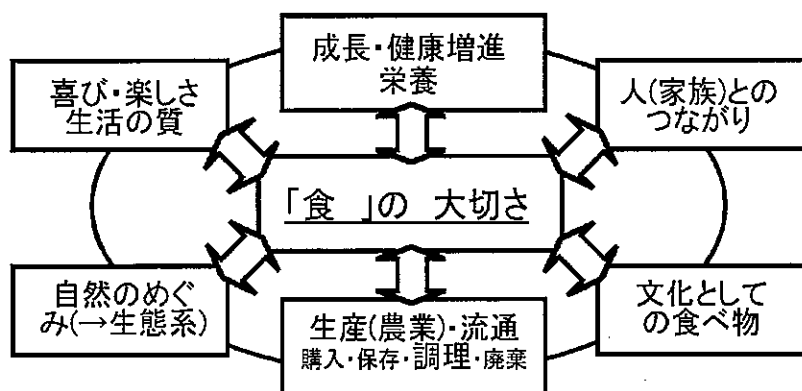 成長・健康増進
栄養
喜び・楽しさ
生活の質
人(家族)との
つながり
「食　」の　大切さ
自然のめぐ
み(→生態系)
生産(農業)・流通
購入・保存・調理・廃棄
文化として
の食べ物